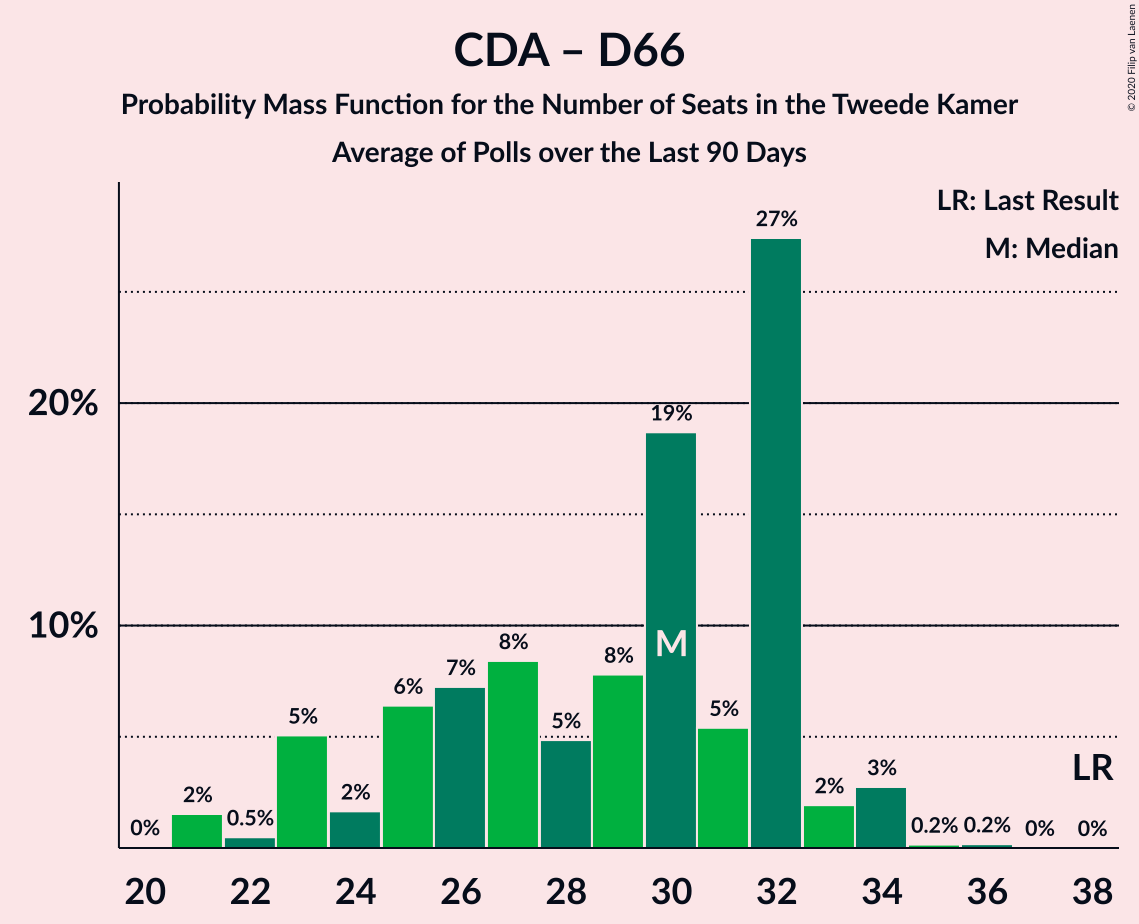 CDA – D66
Probability Mass Function for the Number of Seats in the Tweede Kamer
Average of Polls over the Last 90 Days
© 2020 Filip van Laenen
LR: Last Result
M: Median
27%
20%
19%
10%
M
8%
8%
7%
6%
5%
5%
5%
LR
3%
2%
2%
2%
0.5%
0%
0.2%
0.2%
0%
0%
20 22 24 26 28 30 32 34 36 38